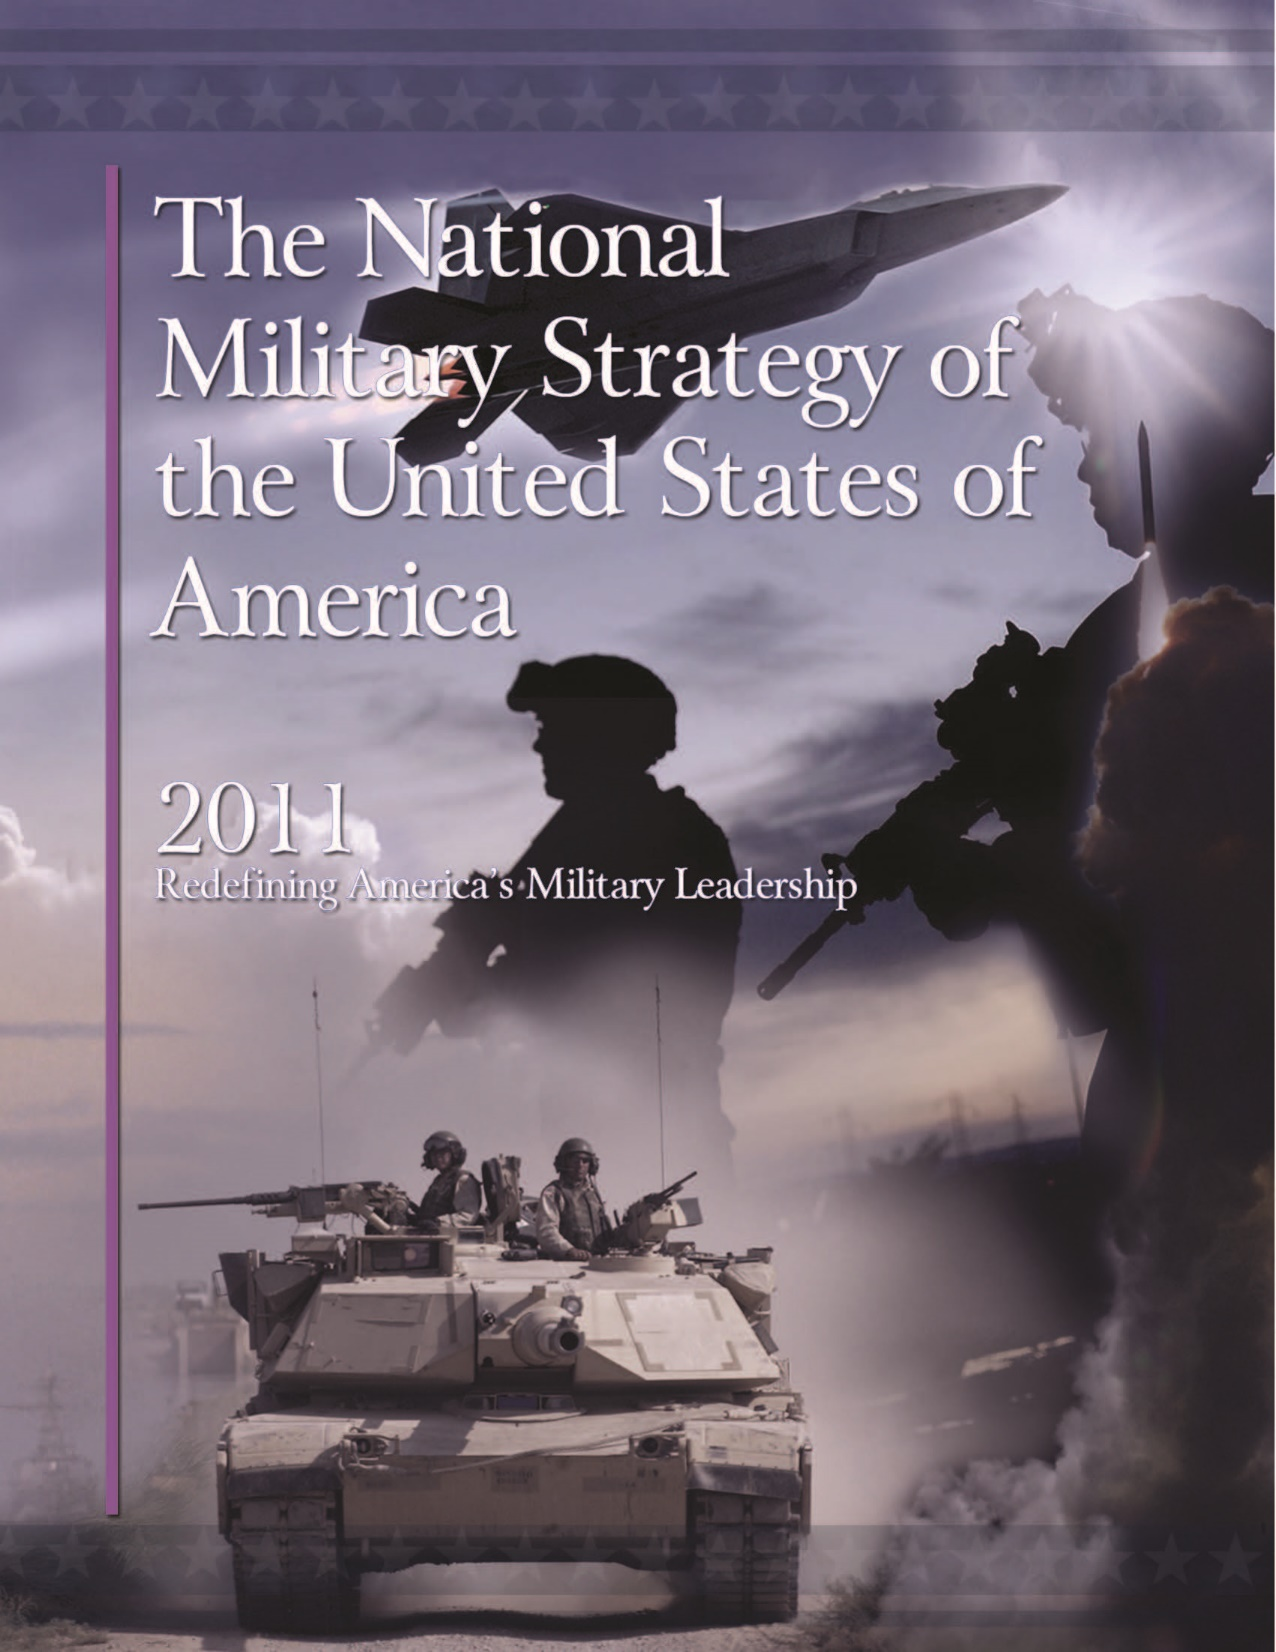 The National
Military Strategy of
the United States of
America
2011
Redefining America's Military Leadership